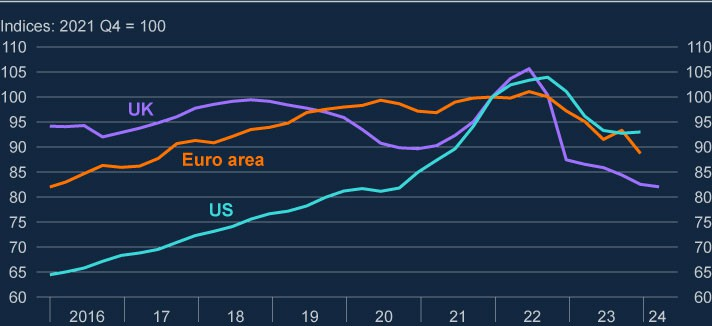 Indices: 2021 Q4 = 100
110 110
105 105
100 100
95 95
90 90
85 85
80 80
75 75
70 70
65 65
60 60
UK
Euro area
US
2016 17 18 19 20 21 22 23 24